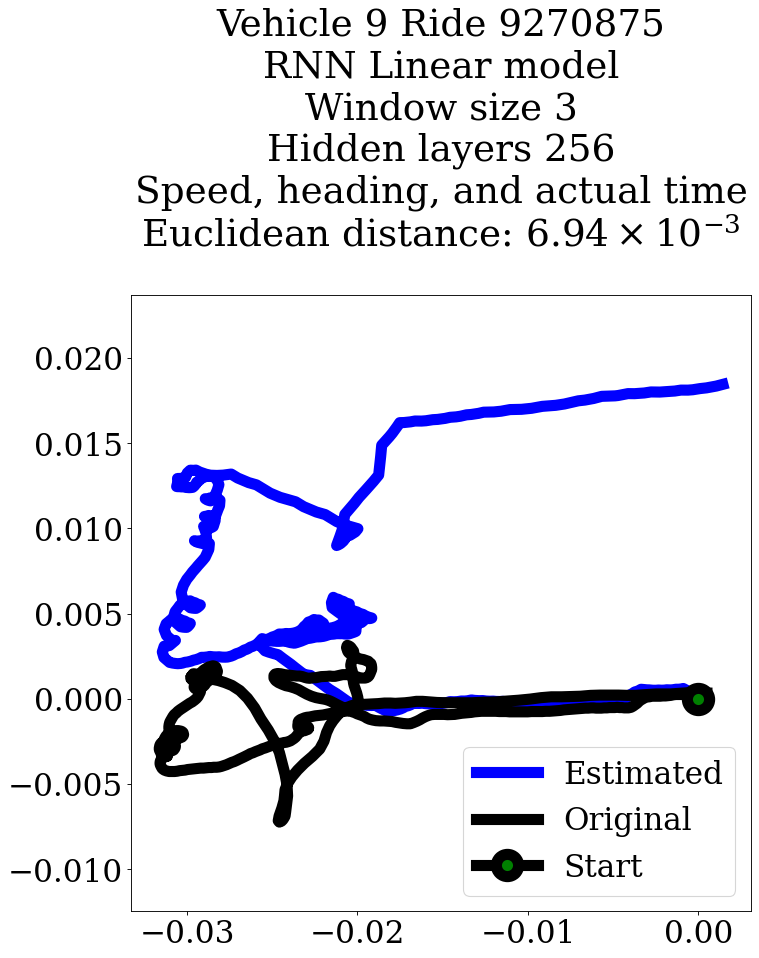 Vehicle 9 Ride 9270875
RNN Linear model
Window size 3
Hidden layers 256
Speed, heading, and actual time
Euclidean distance: 6.94 × 10⁻³
0.020
0.015
0.010
0.005
0.000
−0.005
−0.010
Estimated
Original
Start
−0.03 −0.02 −0.01 0.00